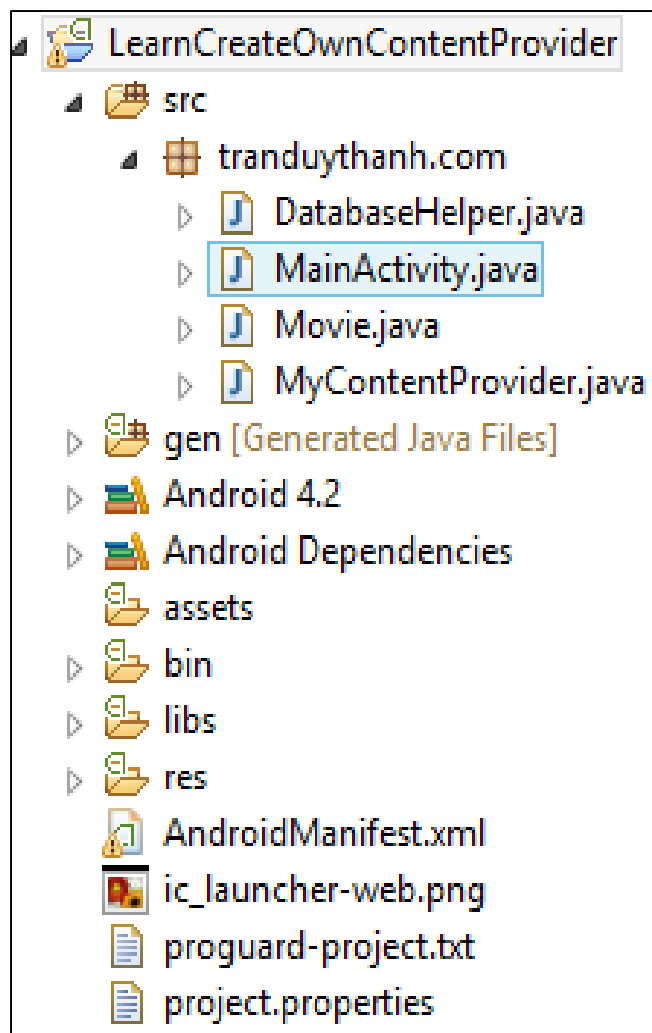 LearnCreateOwnContentProvider
src
tranduythanh.com
DatabaseHelper.java
MainActivity.java
Movie.java
MyContentProvider.java
gen [Generated Java Files]
Android 4.2
Android Dependencies
assets
bin
libs
res
AndroidManifest.xml
ic_launcher-web.png
proguard-project.txt
project.properties